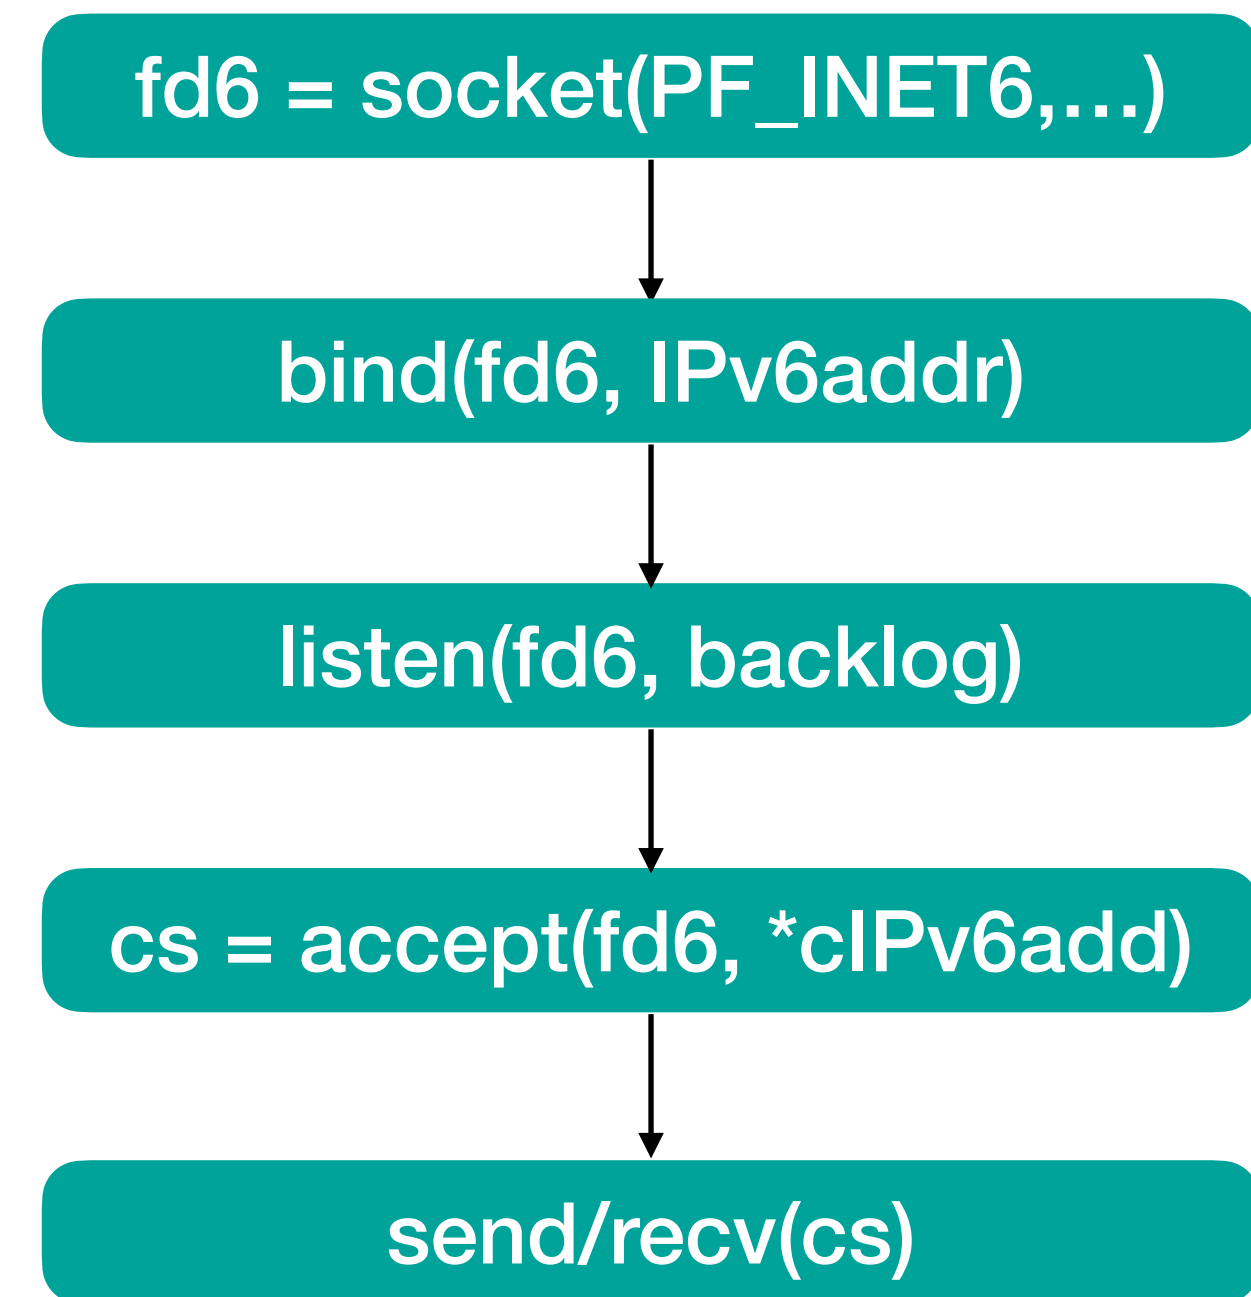 fd6 = socket(PF_INET6,…)
bind(fd6, IPv6addr)
listen(fd6, backlog)
cs = accept(fd6, *cIPv6add)
send/recv(cs)